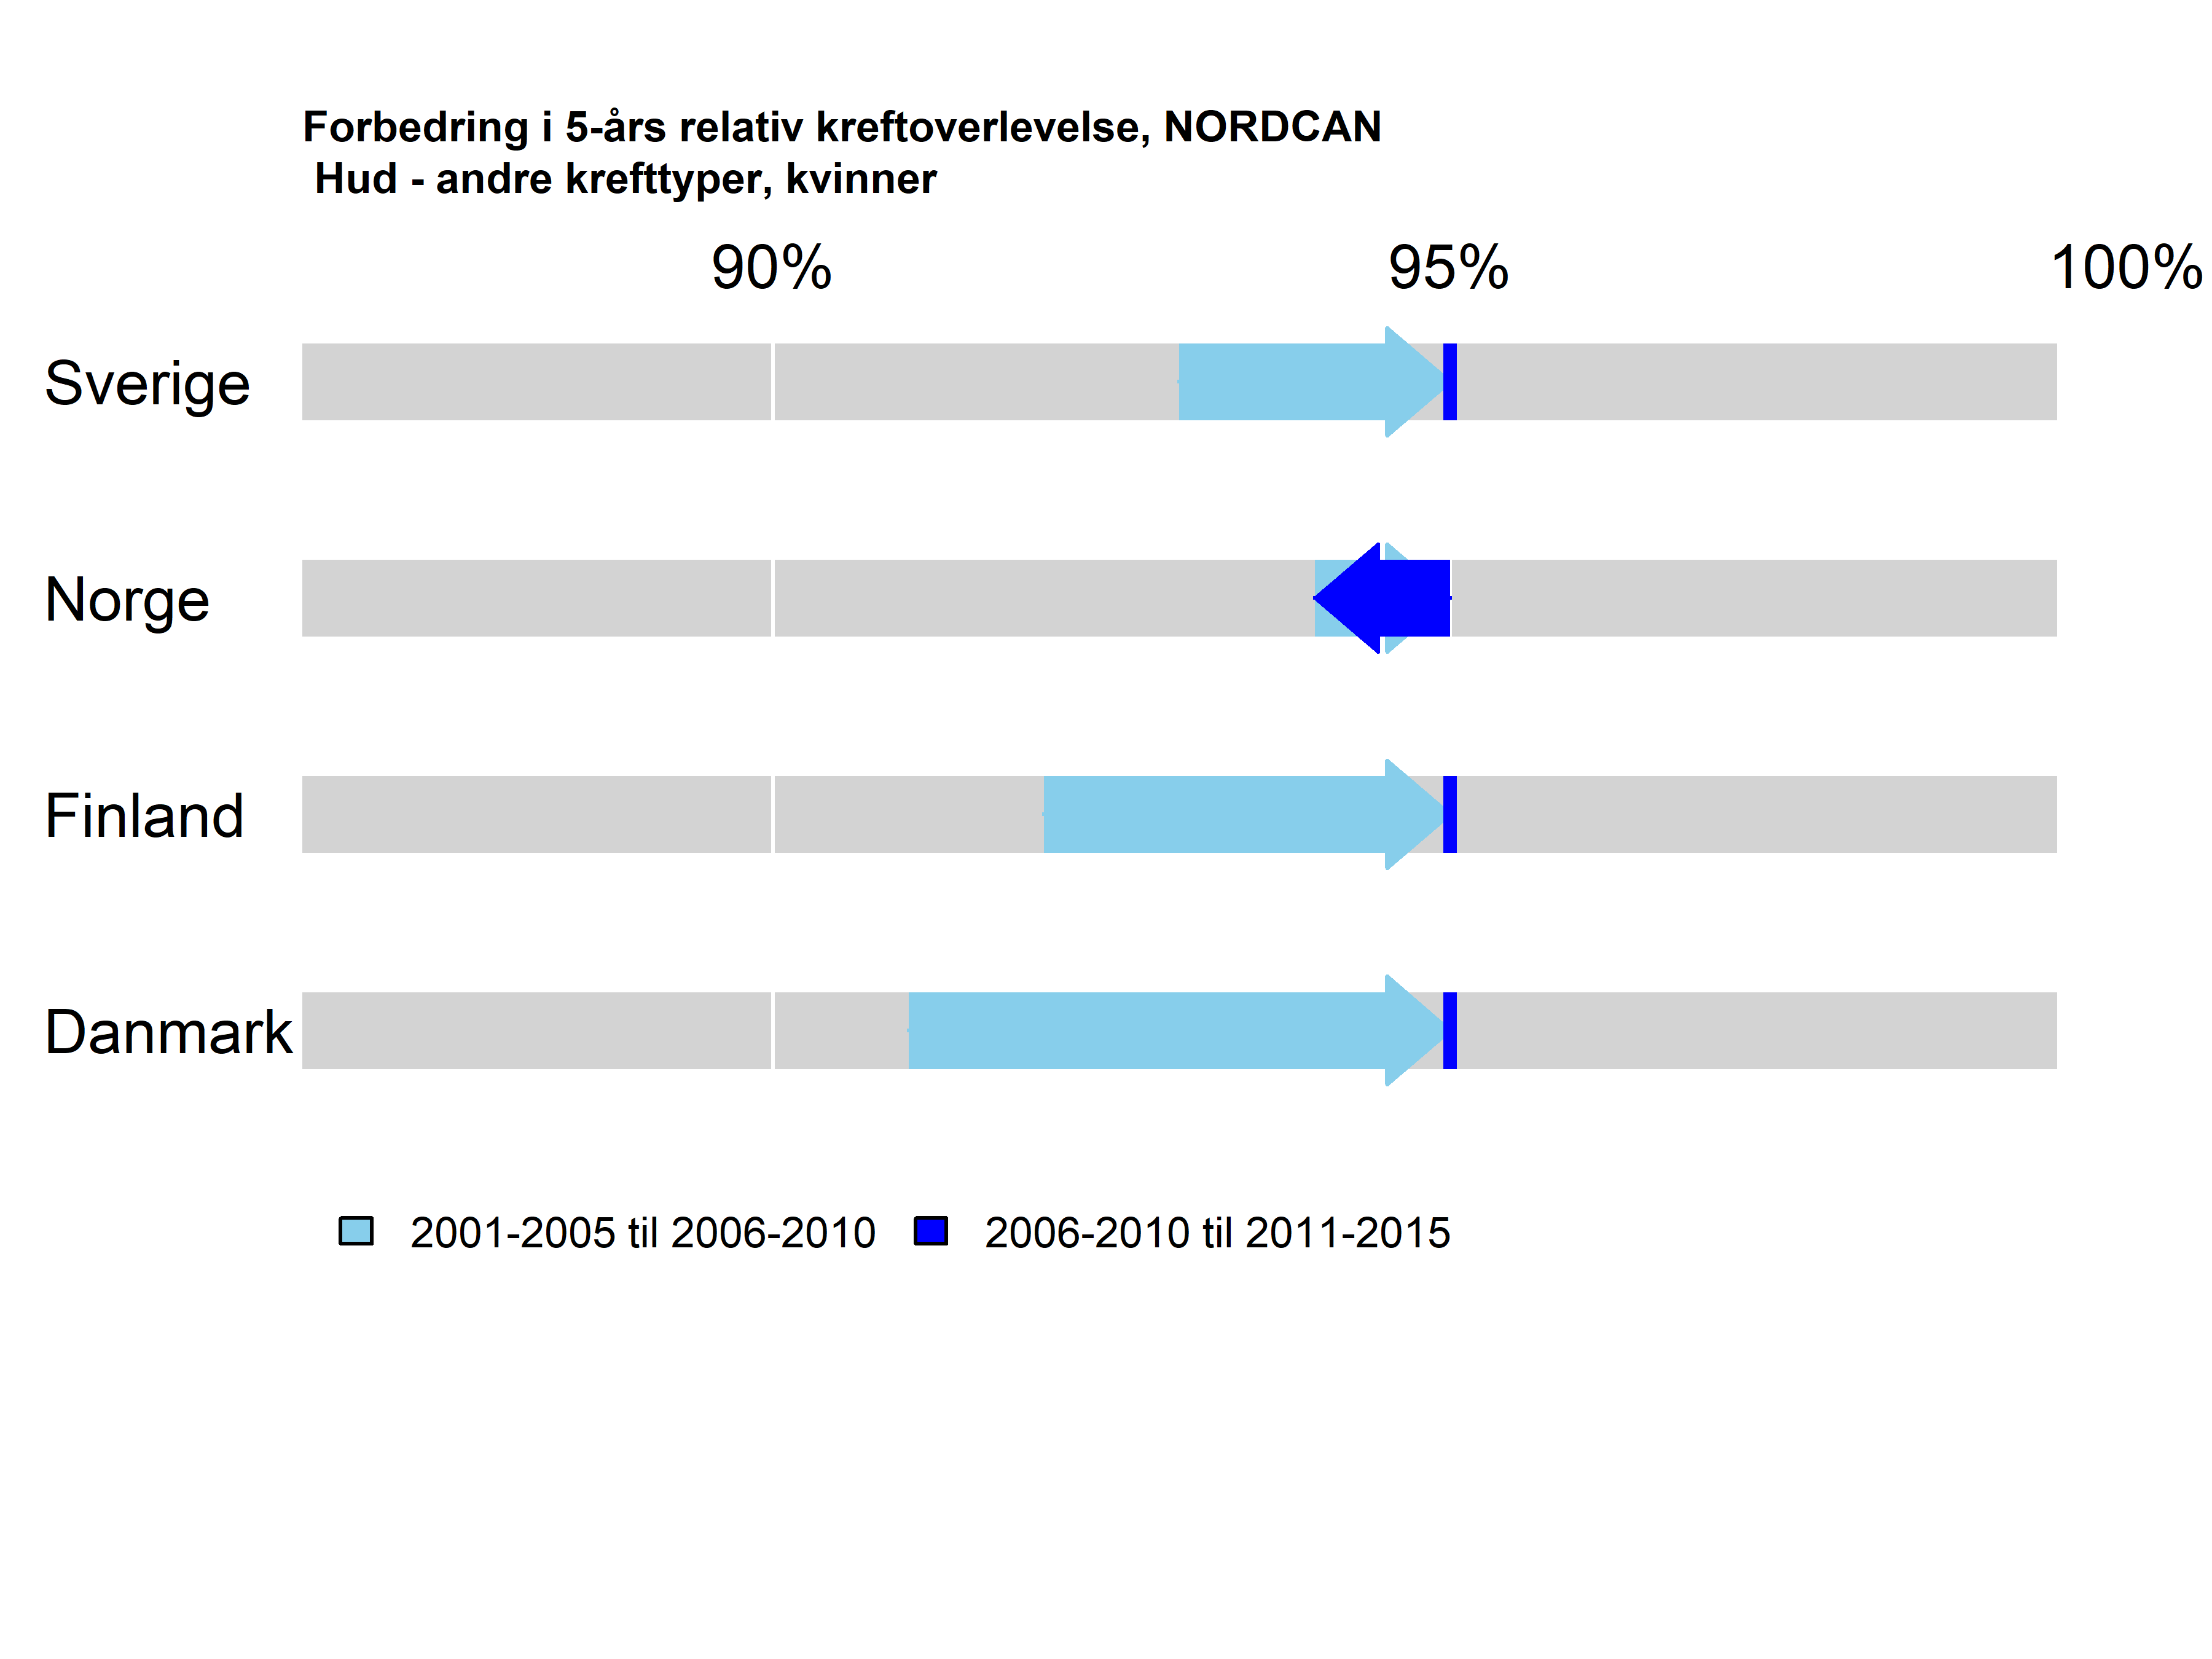 Forbedring i 5-års relativ kreftoverlevelse, NORDCAN
Hud - andre krefttyper, kvinner
90% 95% 100%
Sverige
Norge
Finland
Danmark
2001-2005 til 2006-2010 2006-2010 til 2011-2015